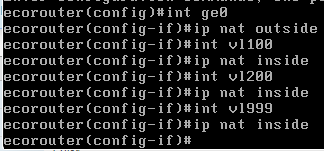 ecorouter(config)#int ge0
ecorouter(config-if)#ip nat outside
ecorouter(config-if)#int vl100
ecorouter(config-if)#ip nat inside
ecorouter(config-if)#int vl200
ecorouter(config-if)#ip nat inside
ecorouter(config-if)#int vl999
ecorouter(config-if)#ip nat inside
ecorouter(config-if)#